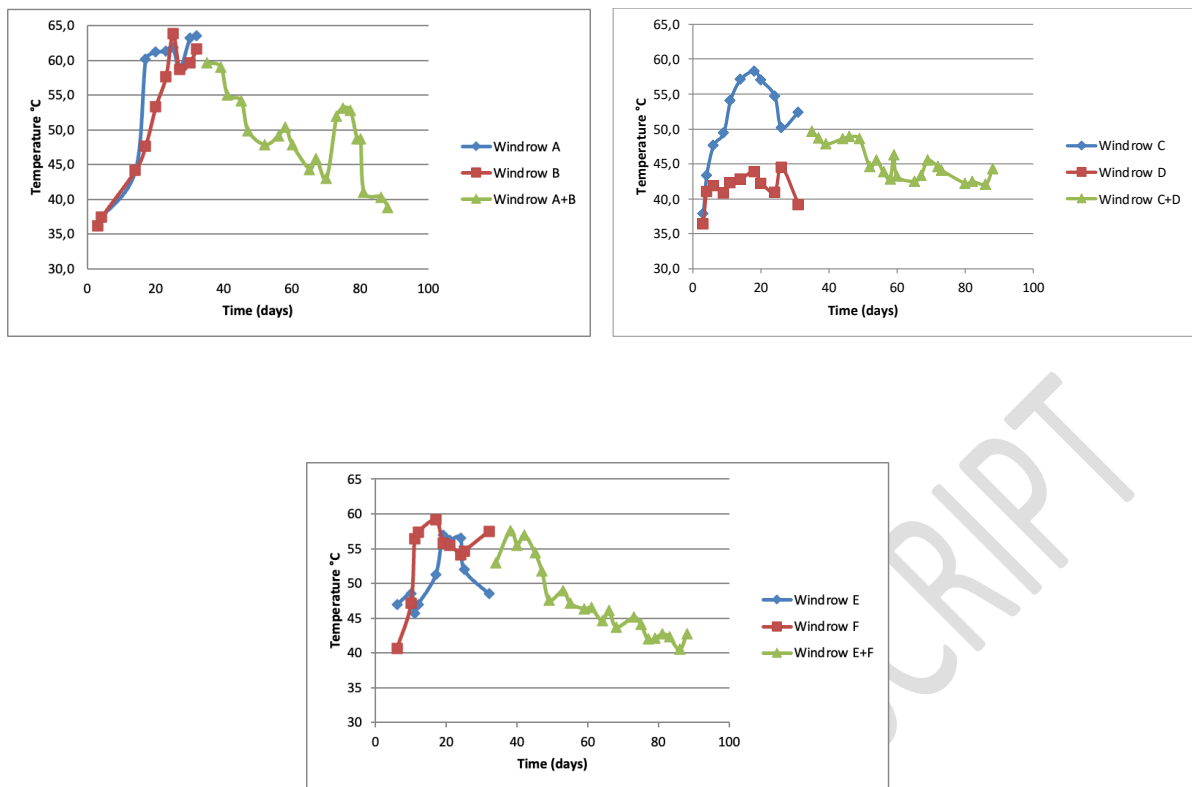 65,0
60,0
55,0
50,0
45,0
40,0
35,0
30,0
Temperature °C
0 20 40 60 80 100
Time (days)
Windrow A
Windrow B
Windrow A+B
65,0
60,0
55,0
50,0
45,0
40,0
35,0
30,0
Temperature °C
0 20 40 60 80 100
Time (days)
Windrow C
Windrow D
Windrow C+D
65
60
55
50
45
40
35
30
Temperature °C
0 20 40 60 80 100
Time (days)
Windrow E
Windrow F
Windrow E+F
CRIPT